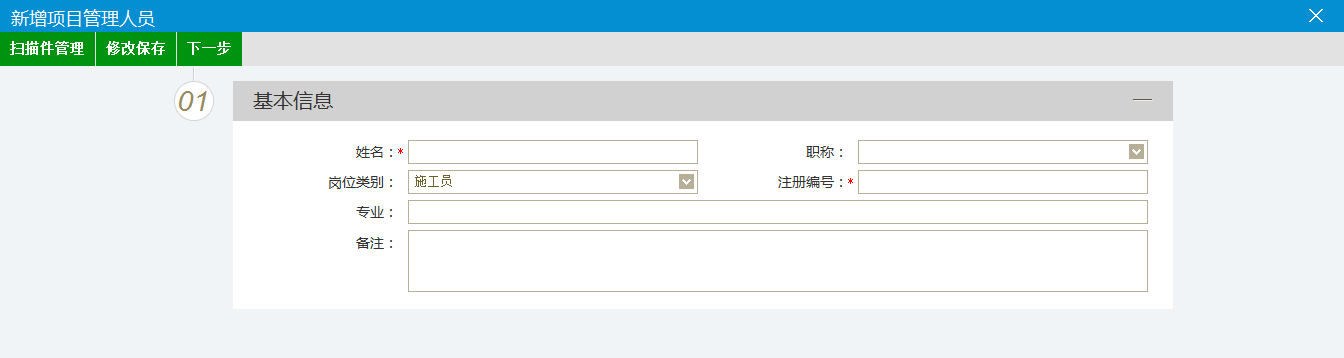 新增项目管理人员
扫描件管理 修改保存 下一步
01 基本信息
姓名：* 职称：
岗位类别： 施工员 注册编号：*
专业：
备注：